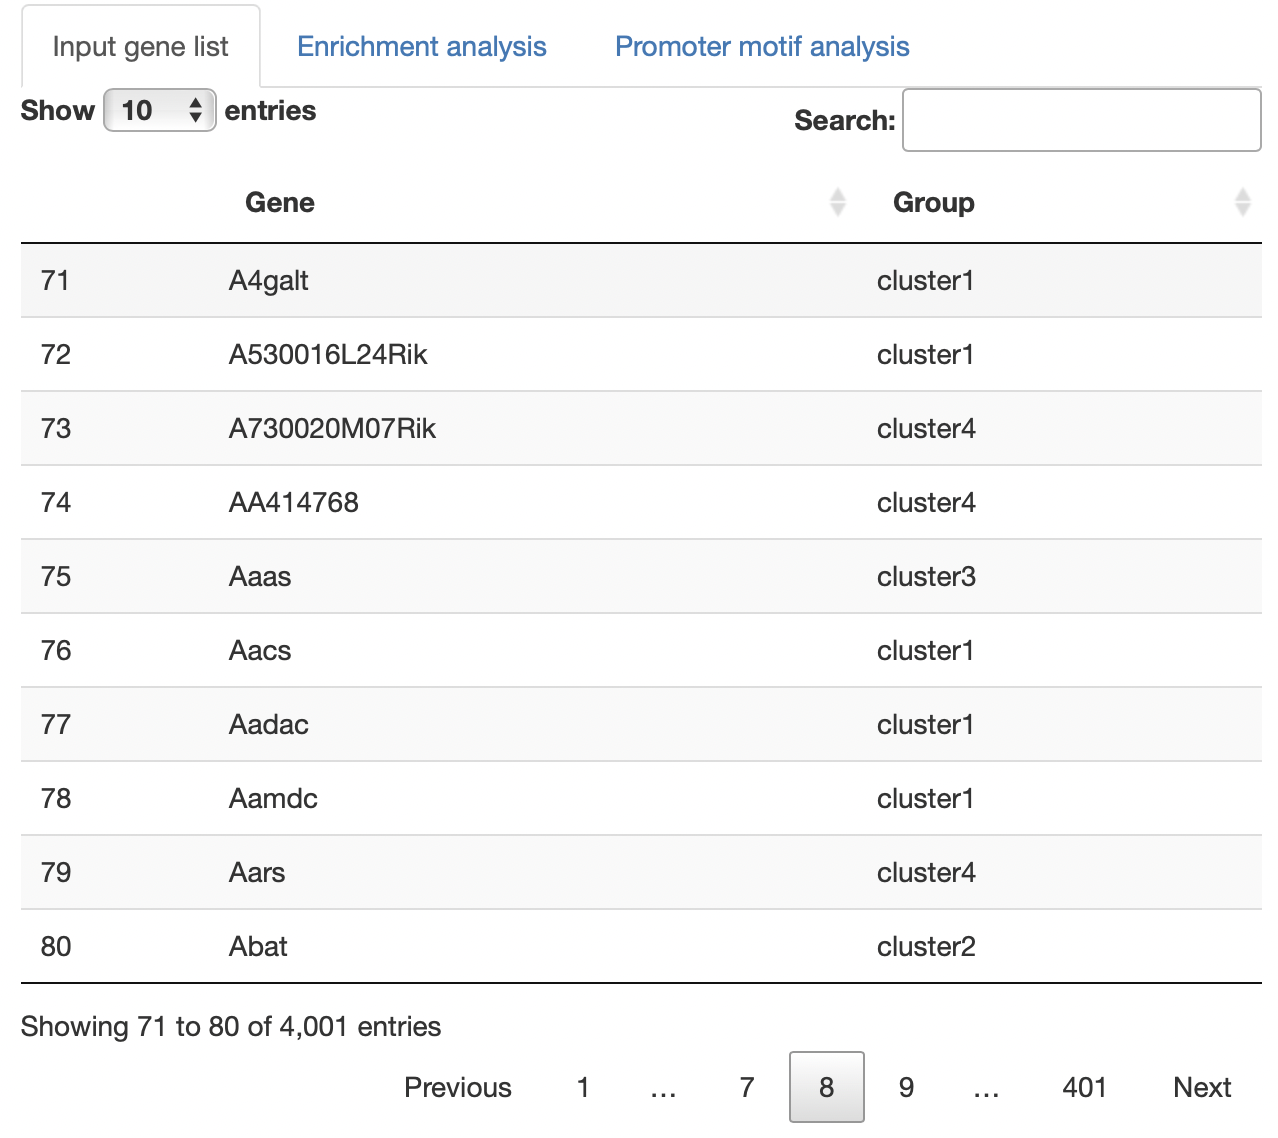 Input gene list Enrichment analysis Promoter motif analysis
Show 10 entries Search:
Gene Group
71 A4galt cluster1
72 A530016L24Rik cluster1
73 A730020M07Rik cluster4
74 AA414768 cluster4
75 Aaas cluster3
76 Aacs cluster1
77 Aadac cluster1
78 Aamdc cluster1
79 Aars cluster4
80 Abat cluster2
Showing 71 to 80 of 4,001 entries
Previous 1 ... 7 8 9 ... 401 Next